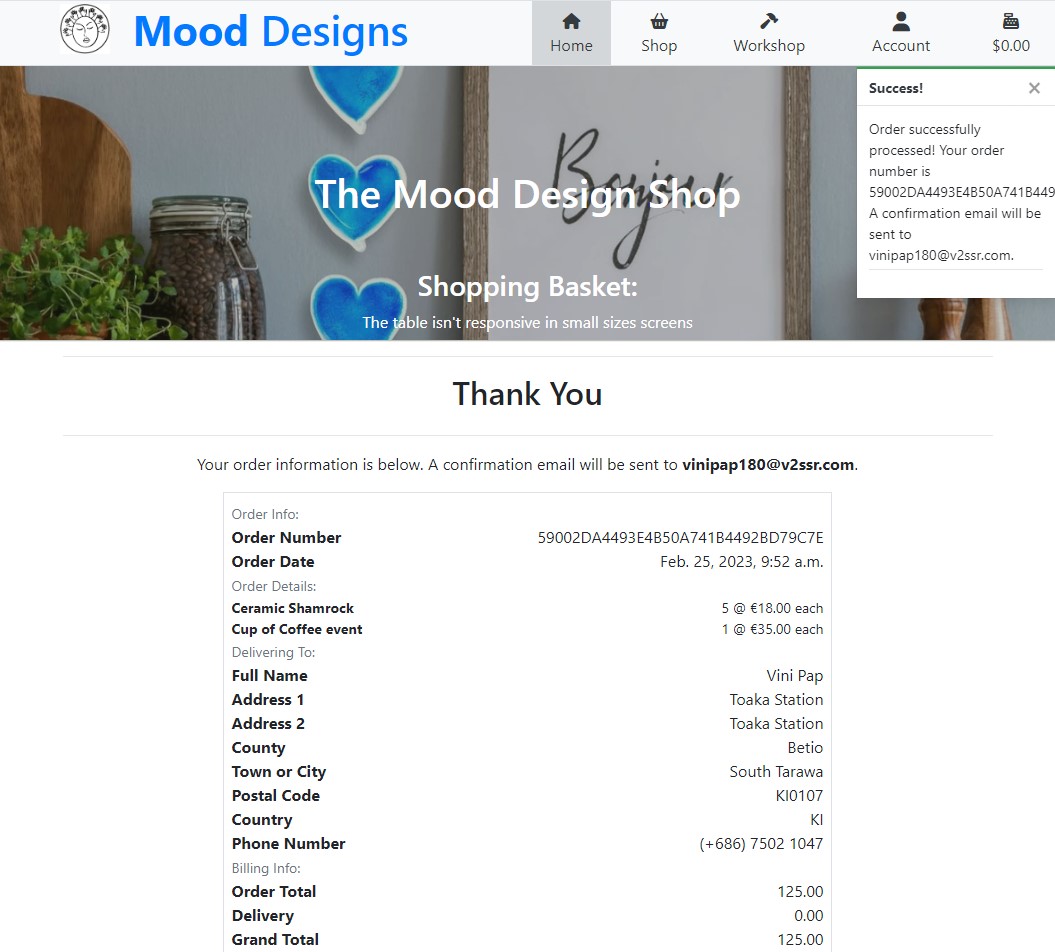 Mood Designs
Home
Shop
Workshop
Account
$0.00
Success!
×
Order successfully
processed! Your order
number is
59002DA4493E4B50A741B449
A confirmation email will be
sent to
vinipap180@v2ssr.com.
Bonjour
The Mood Design Shop
Shopping Basket:
The table isn't responsive in small sizes screens
Thank You
Your order information is below. A confirmation email will be sent to vinipap180@v2ssr.com.
Order Info:
Order Number 59002DA4493E4B50A741B4492BD79C7E
Order Date Feb. 25, 2023, 9:52 a.m.
Order Details:
Ceramic Shamrock 5 @ €18.00 each
Cup of Coffee event 1 @ €35.00 each
Delivering To:
Full Name Vini Pap
Address 1 Toaka Station
Address 2 Toaka Station
County Betio
Town or City South Tarawa
Postal Code KI0107
Country KI
Phone Number (+686) 7502 1047
Billing Info:
Order Total 125.00
Delivery 0.00
Grand Total 125.00